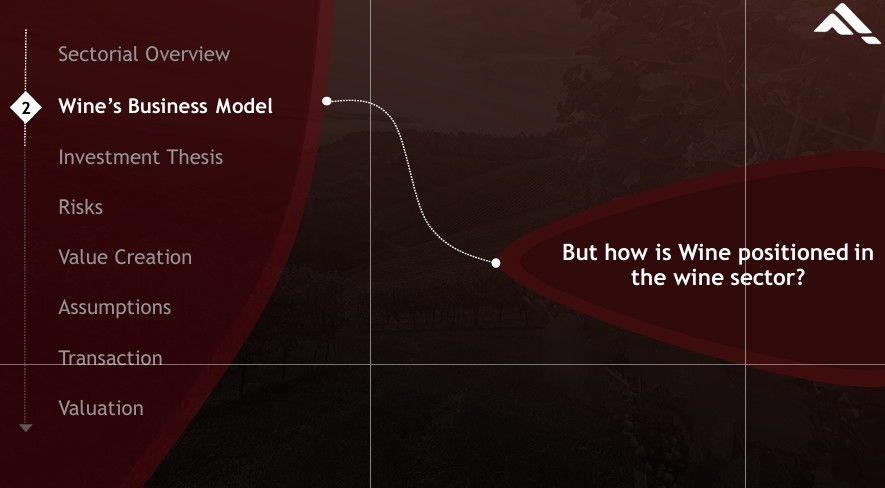 Sectorial Overview
2
Wine's Business Model
Investment Thesis
Risks
Value Creation
Assumptions
Transaction
Valuation
But how is Wine positioned in
the wine sector?